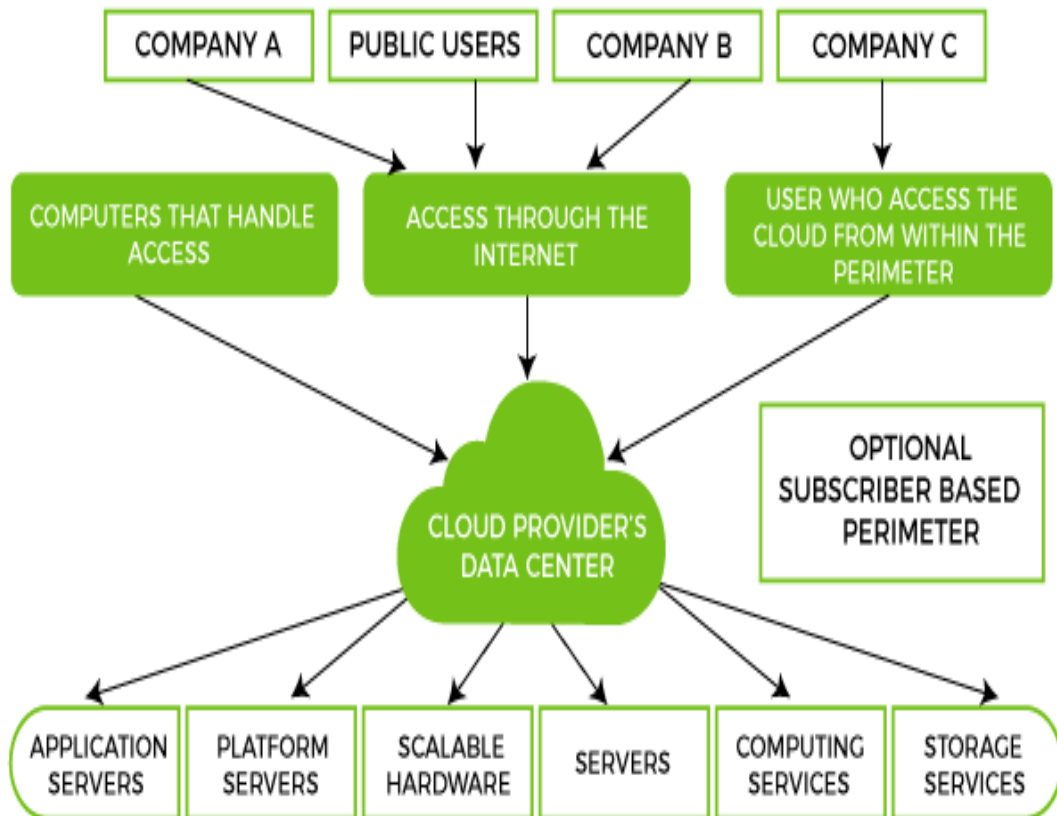 COMPANY A
PUBLIC USERS
COMPANY B
COMPANY C
COMPUTERS THAT HANDLE
ACCESS
ACCESS THROUGH THE
INTERNET
USER WHO ACCESS THE
CLOUD FROM WITHIN THE
PERIMETER
CLOUD PROVIDER'S
DATA CENTER
OPTIONAL
SUBSCRIBER BASED
PERIMETER
APPLICATION
SERVERS
PLATFORM
SERVERS
SCALABLE
HARDWARE
SERVERS
COMPUTING
SERVICES
STORAGE
SERVICES